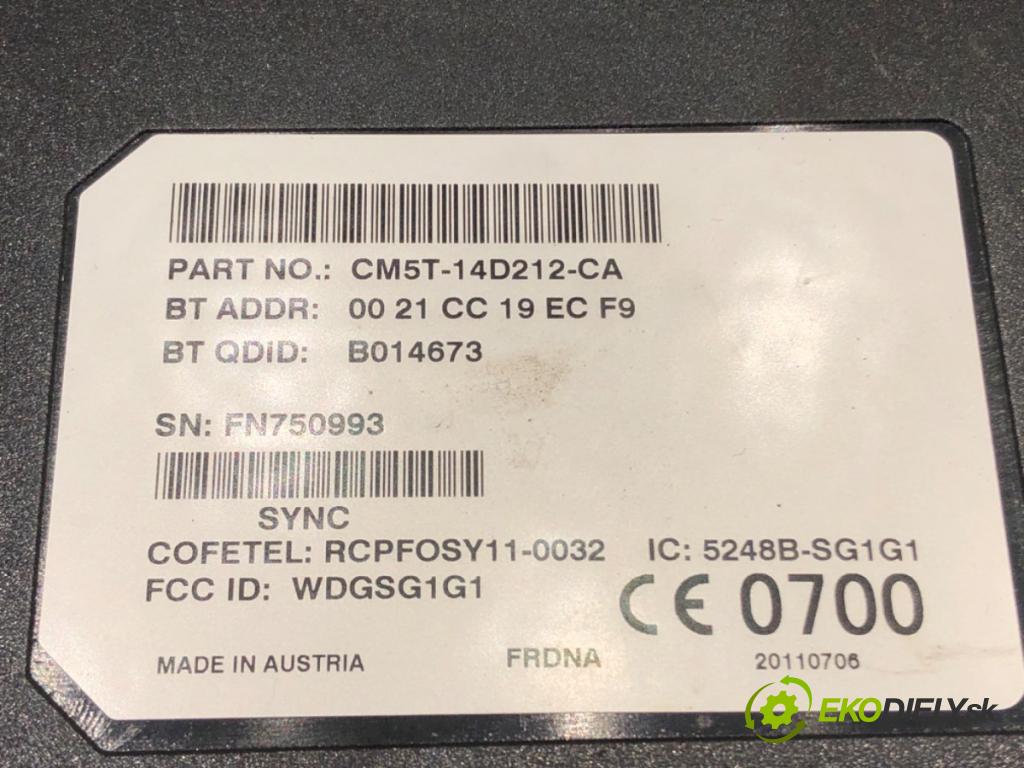 PART NO.: CM5T-14D212-CA
BT ADDR: 00 21 CC 19 EC F9
BT QDID: B014673
SN: FN750993
SYNC
COFETEL: RCPFOSY11-0032 IC: 5248B-SG1G1
FCC ID: WDGSG1G1
CE 0700
MADE IN AUSTRIA FRDNA 20110706
EKODIELY.sk